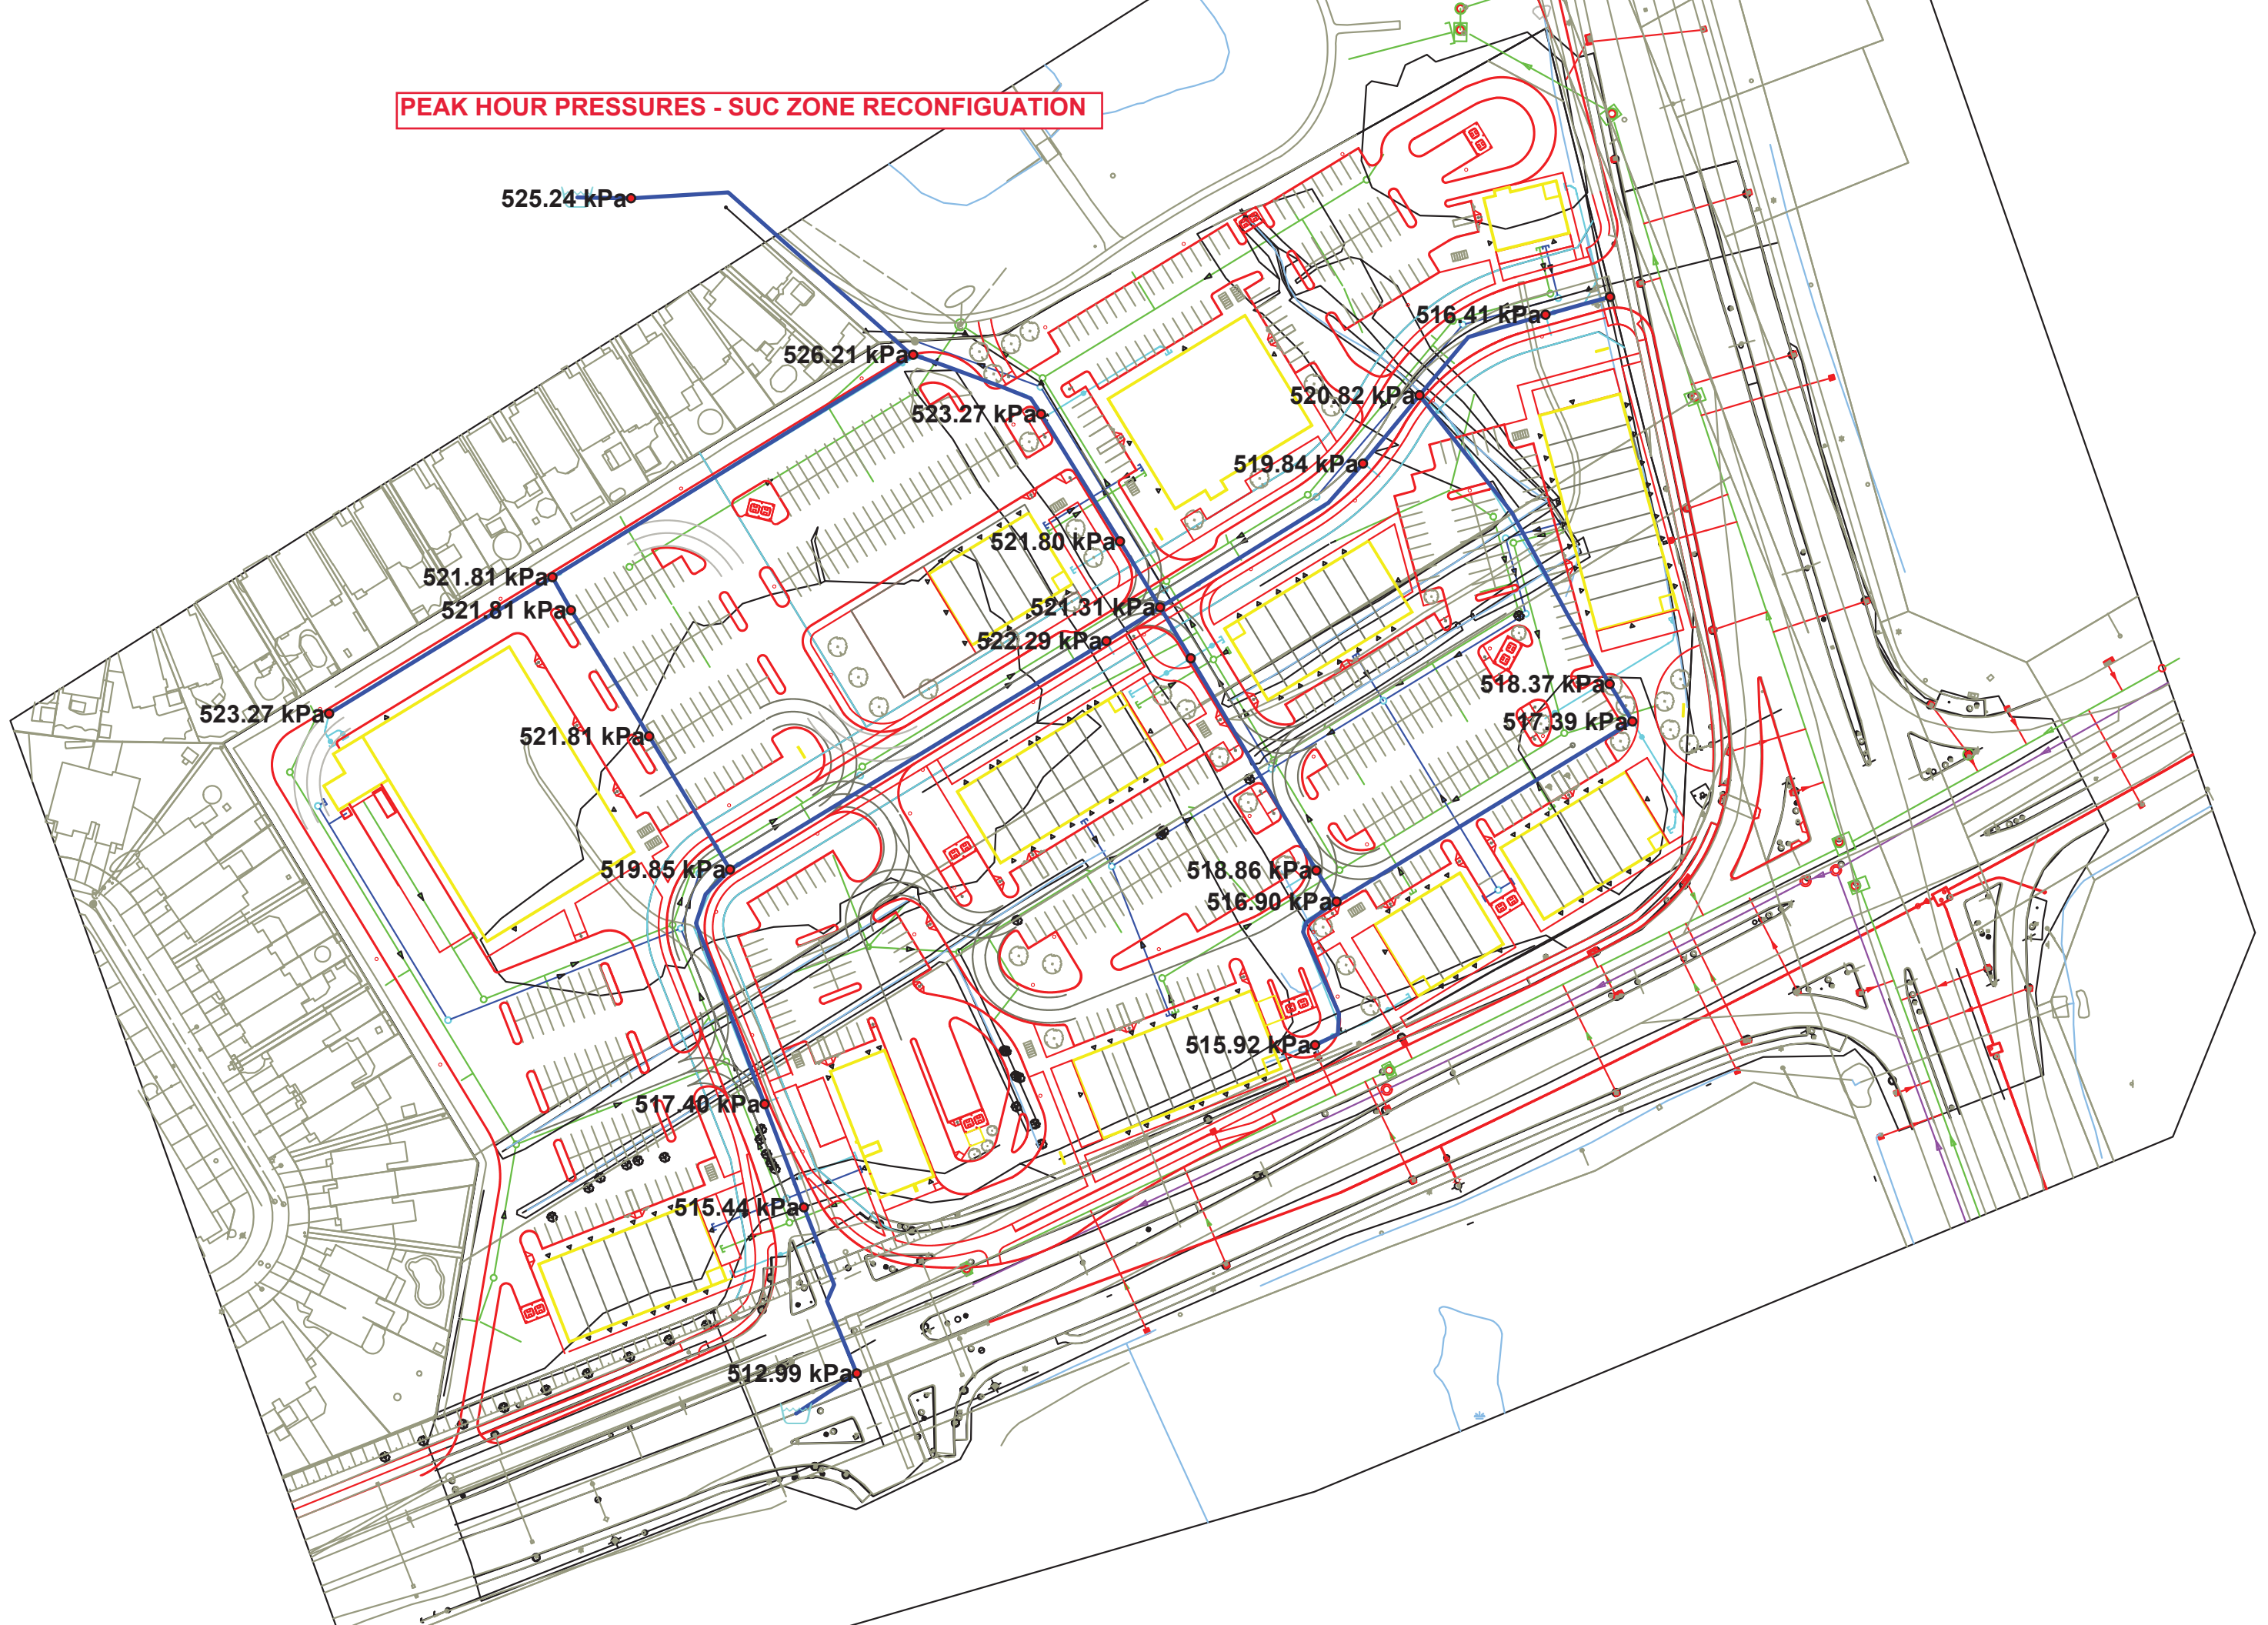 PEAK HOUR PRESSURES - SUC ZONE RECONFIGUATION
525.24 kPa
516.41 kPa
526.21 kPa
520.82 kPa
523.27 kPa
519.84 kPa
521.80 kPa
521.81 kPa
521.81 kPa
521.31 kPa
522.29 kPa
518.37 kPa
523.27 kPa
517.39 kPa
521.81 kPa
519.85 kPa
518.86 kPa
516.90 kPa
515.92 kPa
517.40 kPa
515.44 kPa
512.99 kPa